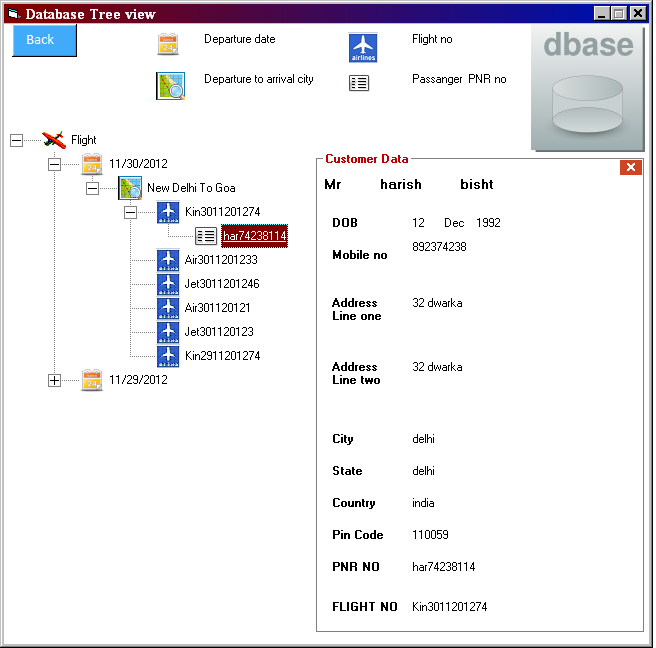 Database Tree view
Back
Departure date
Flight no
airlines
Departure to arrival city
Passanger PNR no
dbase
Flight
11/30/2012
New Delhi To Goa
Kin3011201274
har74238114
Air3011201233
Jet3011201246
Air301120121
Jet301120123
Kin2911201274
11/29/2012
Customer Data
Mr harish bisht
DOB 12 Dec 1992
Mobile no 892374238
Address Line one 32 dwarka
Address Line two 32 dwarka
City delhi
State delhi
Country india
Pin Code 110059
PNR NO har74238114
FLIGHT NO Kin3011201274